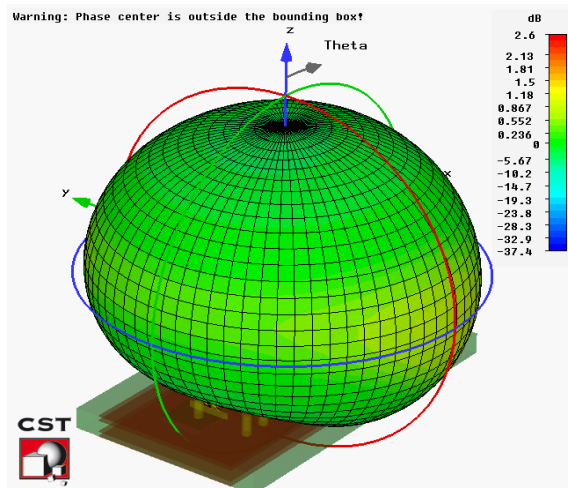 Warning: Phase center is outside the bounding box!
dB
z
Theta
2.6
2.13
1.81
1.5
1.18
0.867
0.552
0.236
0
-5.67
-10.2
-14.7
-19.3
-23.8
-28.3
-32.9
-37.4
x
y
CST